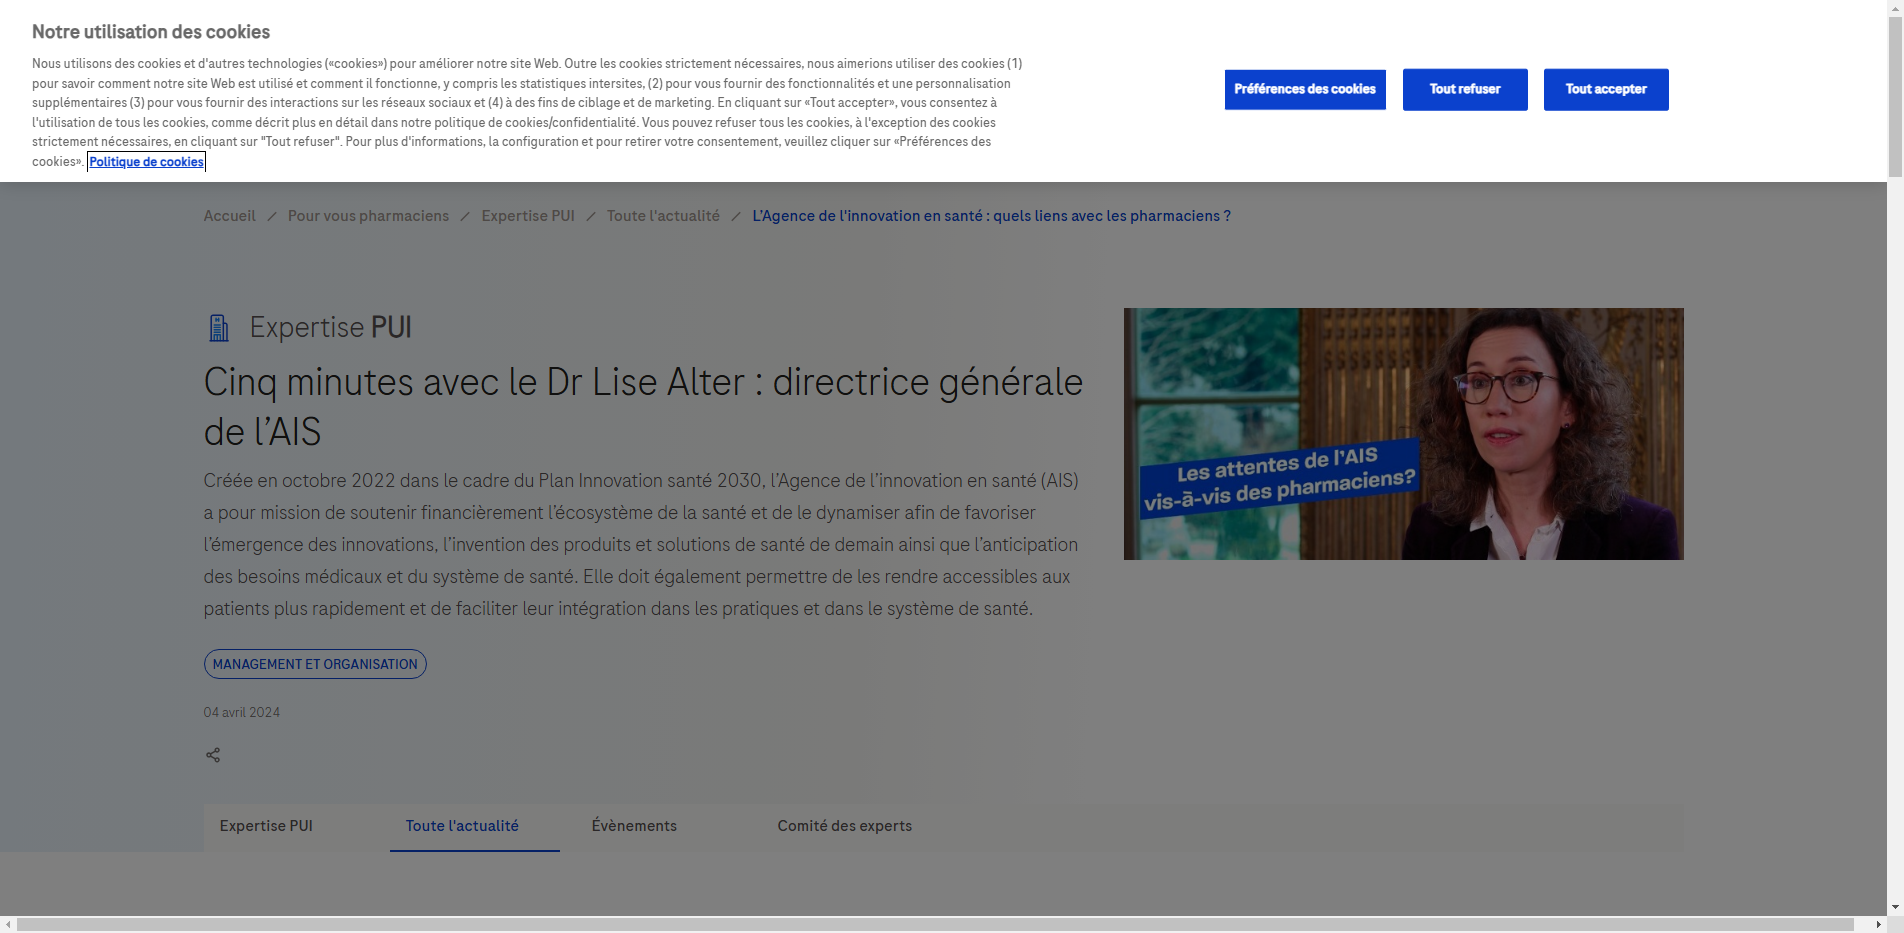 Notre utilisation des cookies
Nous utilisons des cookies et d'autres technologies («cookies») pour améliorer notre site Web. Outre les cookies strictement nécessaires, nous aimerions utiliser des cookies (1)
pour savoir comment notre site Web est utilisé et comment il fonctionne, y compris les statistiques intersites, (2) pour vous fournir des fonctionnalités et une personnalisation
supplémentaires (3) pour vous fournir des interactions sur les réseaux sociaux et (4) à des fins de ciblage et de marketing. En cliquant sur «Tout accepter», vous consentez à
l'utilisation de tous les cookies, comme décrit plus en détail dans notre politique de cookies/confidentialité. Vous pouvez refuser tous les cookies, à l'exception des cookies
strictement nécessaires, en cliquant sur "Tout refuser". Pour plus d'informations, la configuration et pour retirer votre consentement, veuillez cliquer sur «Préférences des
cookies». Politique de cookies
Préférences des cookies
Tout refuser
Tout accepter
Accueil / Pour vous pharmaciens / Expertise PUI / Toute l'actualité / L’Agence de l'innovation en santé : quels liens avec les pharmaciens ?
Expertise PUI
Cinq minutes avec le Dr Lise Alter : directrice générale
de l’AIS
Créée en octobre 2022 dans le cadre du Plan Innovation santé 2030, l’Agence de l’innovation en santé (AIS)
a pour mission de soutenir financièrement l’écosystème de la santé et de le dynamiser afin de favoriser
l’émergence des innovations, l’invention des produits et solutions de santé de demain ainsi que l’anticipation
des besoins médicaux et du système de santé. Elle doit également permettre de les rendre accessibles aux
patients plus rapidement et de faciliter leur intégration dans les pratiques et dans le système de santé.
Les attentes de l'AIS
vis-à-vis des pharmaciens?
MANAGEMENT ET ORGANISATION
04 avril 2024
Expertise PUI
Toute l'actualité
Évènements
Comité des experts